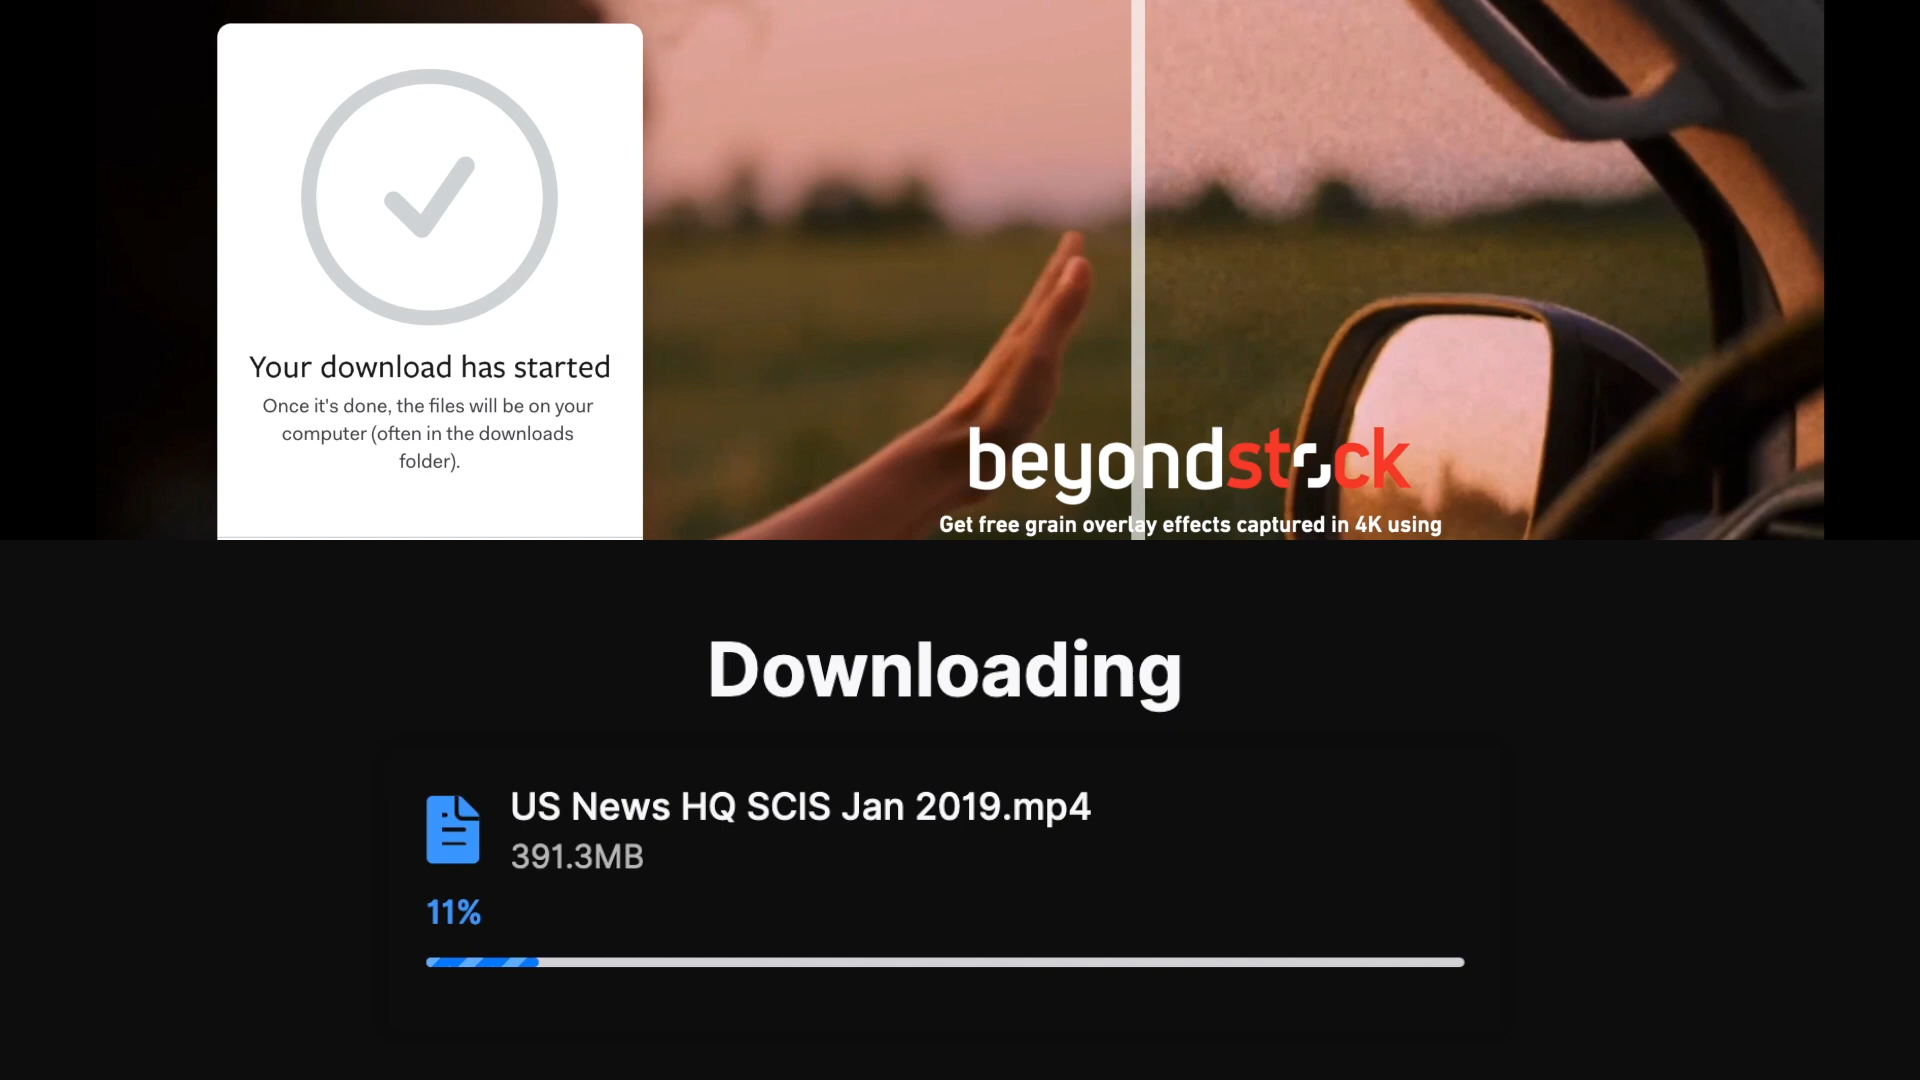 Your download has started
Once it's done, the files will be on your
computer (often in the downloads
folder).
beyondstock
Get free grain overlay effects captured in 4K using
Downloading
US News HQ SCIS Jan 2019.mp4
391.3MB
11%